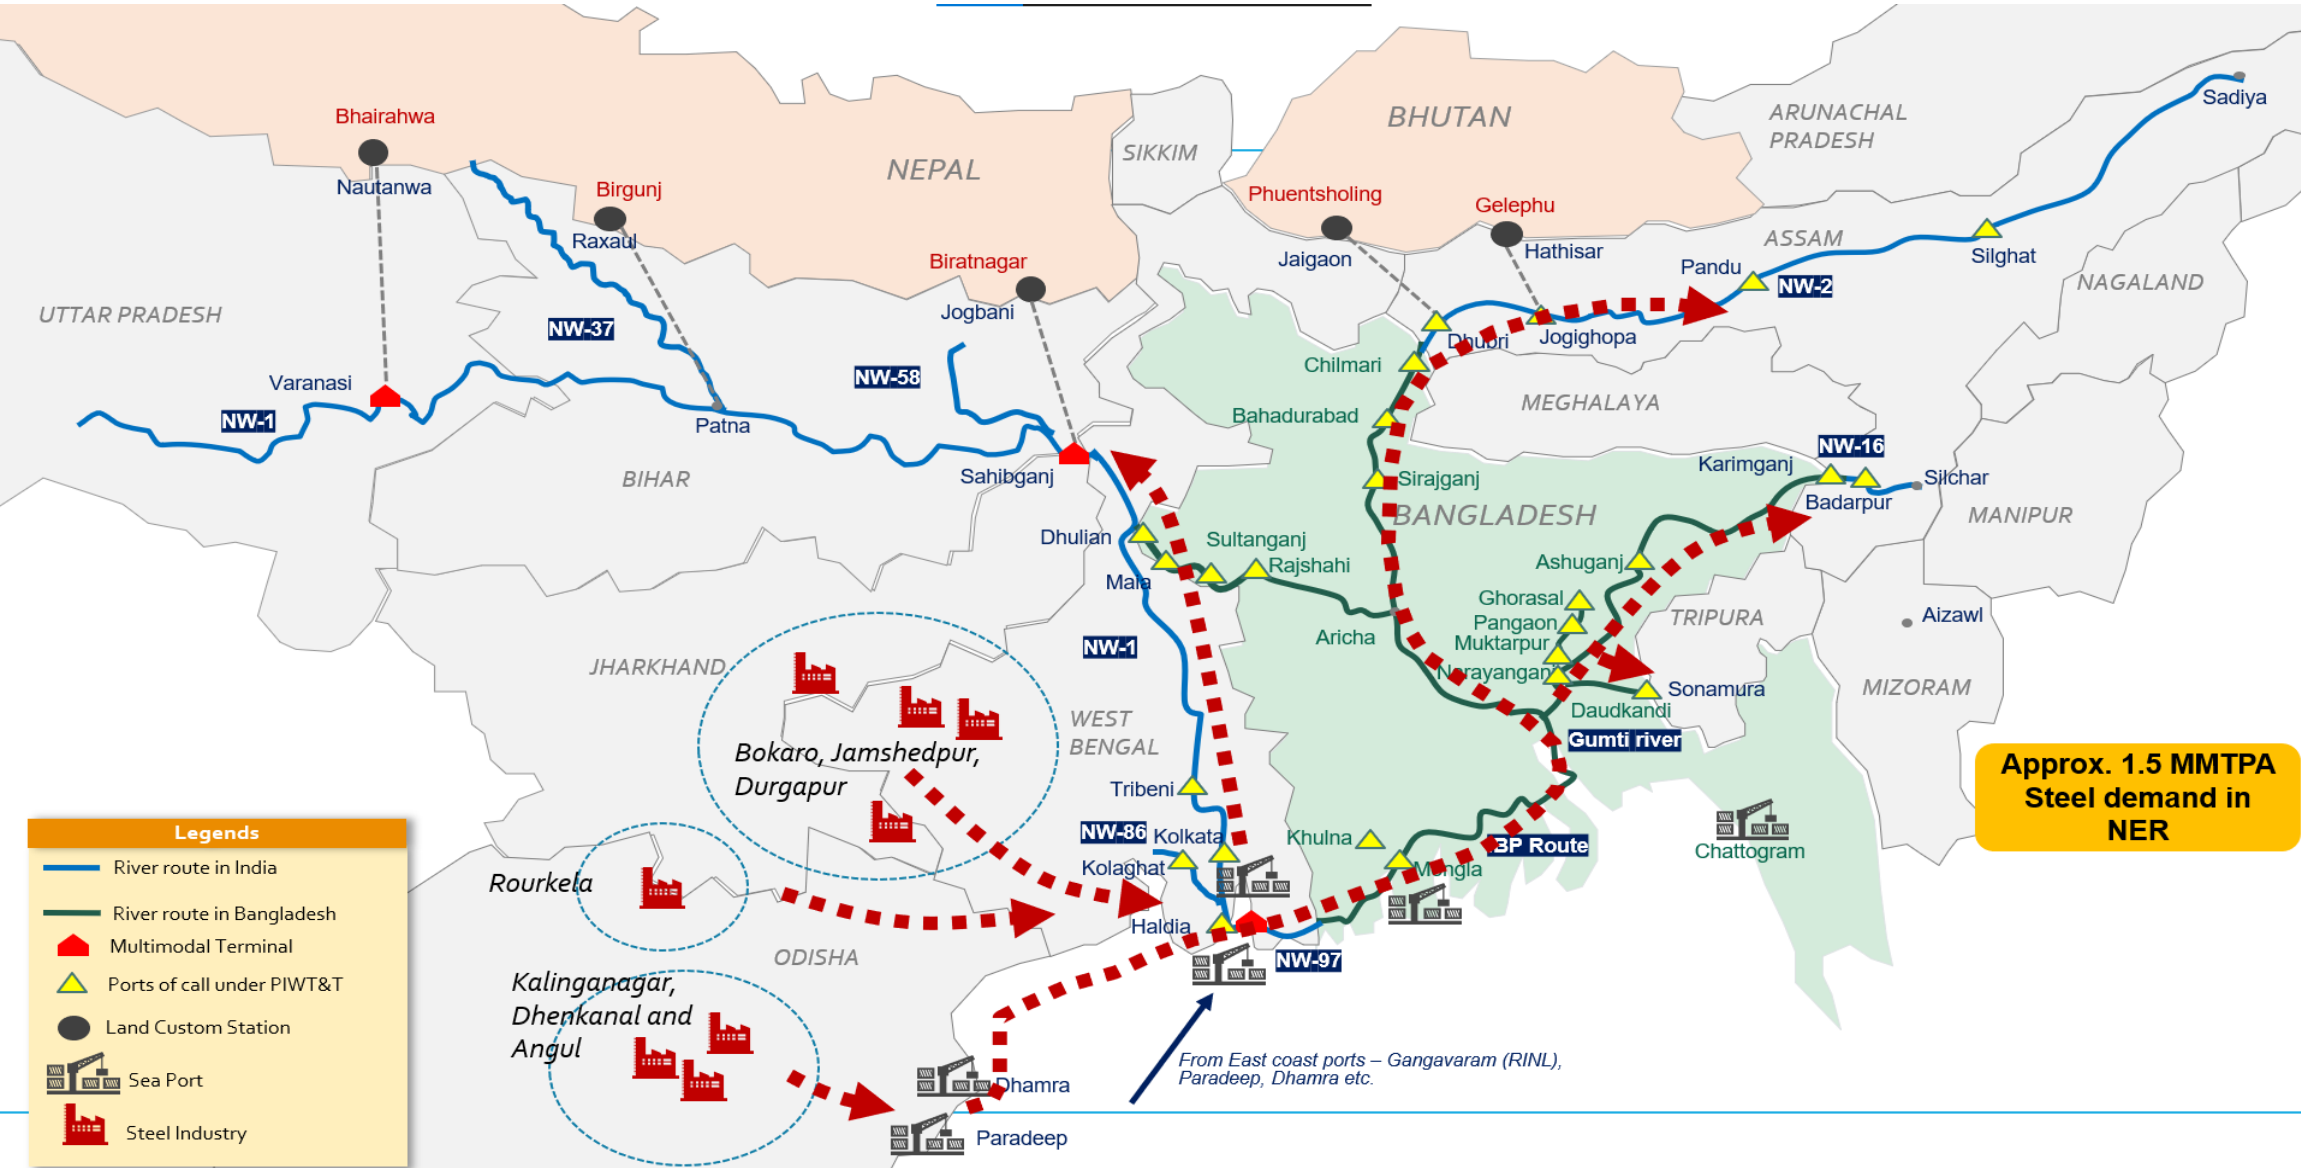 Bhairahwa
Nautanwa
Birgunj
Raxaul
NEPAL
Biratnagar
Jogbani
SIKKIM
BHUTAN
Phuentsholing
Jaigaon
Gelephu
Hathisar
ARUNACHAL
PRADESH
Sadiya
ASSAM
Pandu
NW-2
Silghat
NAGALAND
UTTAR PRADESH
NW-37
Varanasi
NW-1
NW-58
Patna
BIHAR
Sahibganj
Dhubri
Jogighopa
Chilmari
Bahadurabad
MEGHALAYA
Sirajganj
BANGLADESH
Karimganj
NW-16
Silchar
Badarpur
MANIPUR
Dhulian
Maia
Sultanganj
Rajshahi
Aricha
Ashuganj
Ghorasal
Pangaon
Muktarpur
Narayanganj
TRIPURA
Aizawl
MIZORAM
Sonamura
Daudkandi
Gumti river
NW-1
JHARKHAND
WEST
BENGAL
Bokaro, Jamshedpur,
Durgapur
Tribeni
NW-86
Kolkata
Kolaghat
Khulna
Mongla
IBP Route
Chattogram
Approx. 1.5 MMTPA
Steel demand in
NER
Rourkela
Haldia
NW-97
ODISHA
Kalinganagar,
Dhenkanal and
Angul
Dhamra
Paradeep
From East coast ports – Gangavaram (RINL),
Paradeep, Dhamra etc.
Legends
River route in India
River route in Bangladesh
Multimodal Terminal
Ports of call under PIWT&T
Land Custom Station
Sea Port
Steel Industry